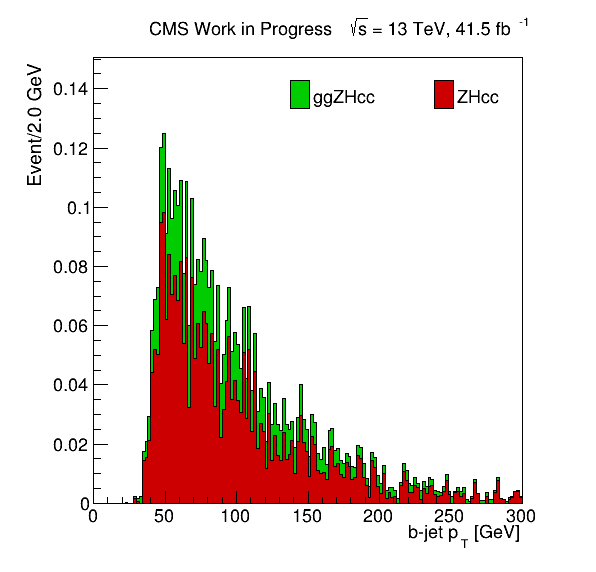 CMS Work in Progress √s = 13 TeV, 41.5 fb⁻¹
Event/2.0 GeV
ggZHcc ZHcc
0.14
0.12
0.1
0.08
0.06
0.04
0.02
0
0 50 100 150 200 250 300
b-jet p_T [GeV]